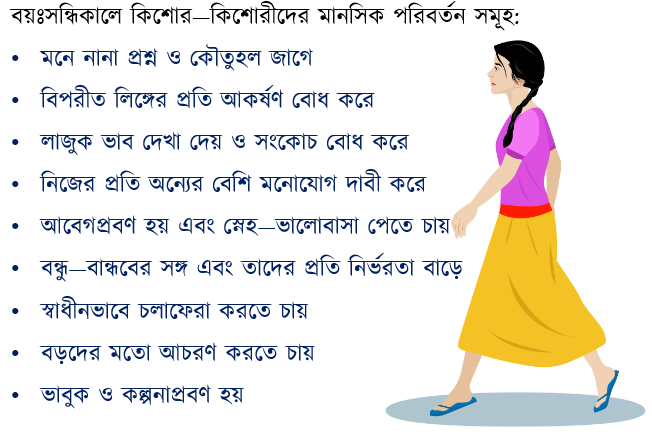 বয়ঃসন্ধিকালে কিশোর–কিশোরীদের মানসিক পরিবর্তন সমূহ:
• মনে নানা প্রশ্ন ও কৌতুহল জাগে
• বিপরীত লিঙ্গের প্রতি আকর্ষণ বোধ করে
• লাজুক ভাব দেখা দেয় ও সংকোচ বোধ করে
• নিজের প্রতি অন্যের বেশি মনোযোগ দাবী করে
• আবেগপ্রবণ হয় এবং স্নেহ–ভালোবাসা পেতে চায়
• বন্ধু–বান্ধবের সঙ্গ এবং তাদের প্রতি নির্ভরতা বাড়ে
• স্বাধীনভাবে চলাফেরা করতে চায়
• বড়দের মতো আচরণ করতে চায়
• ভাবুক ও কল্পনাপ্রবণ হয়